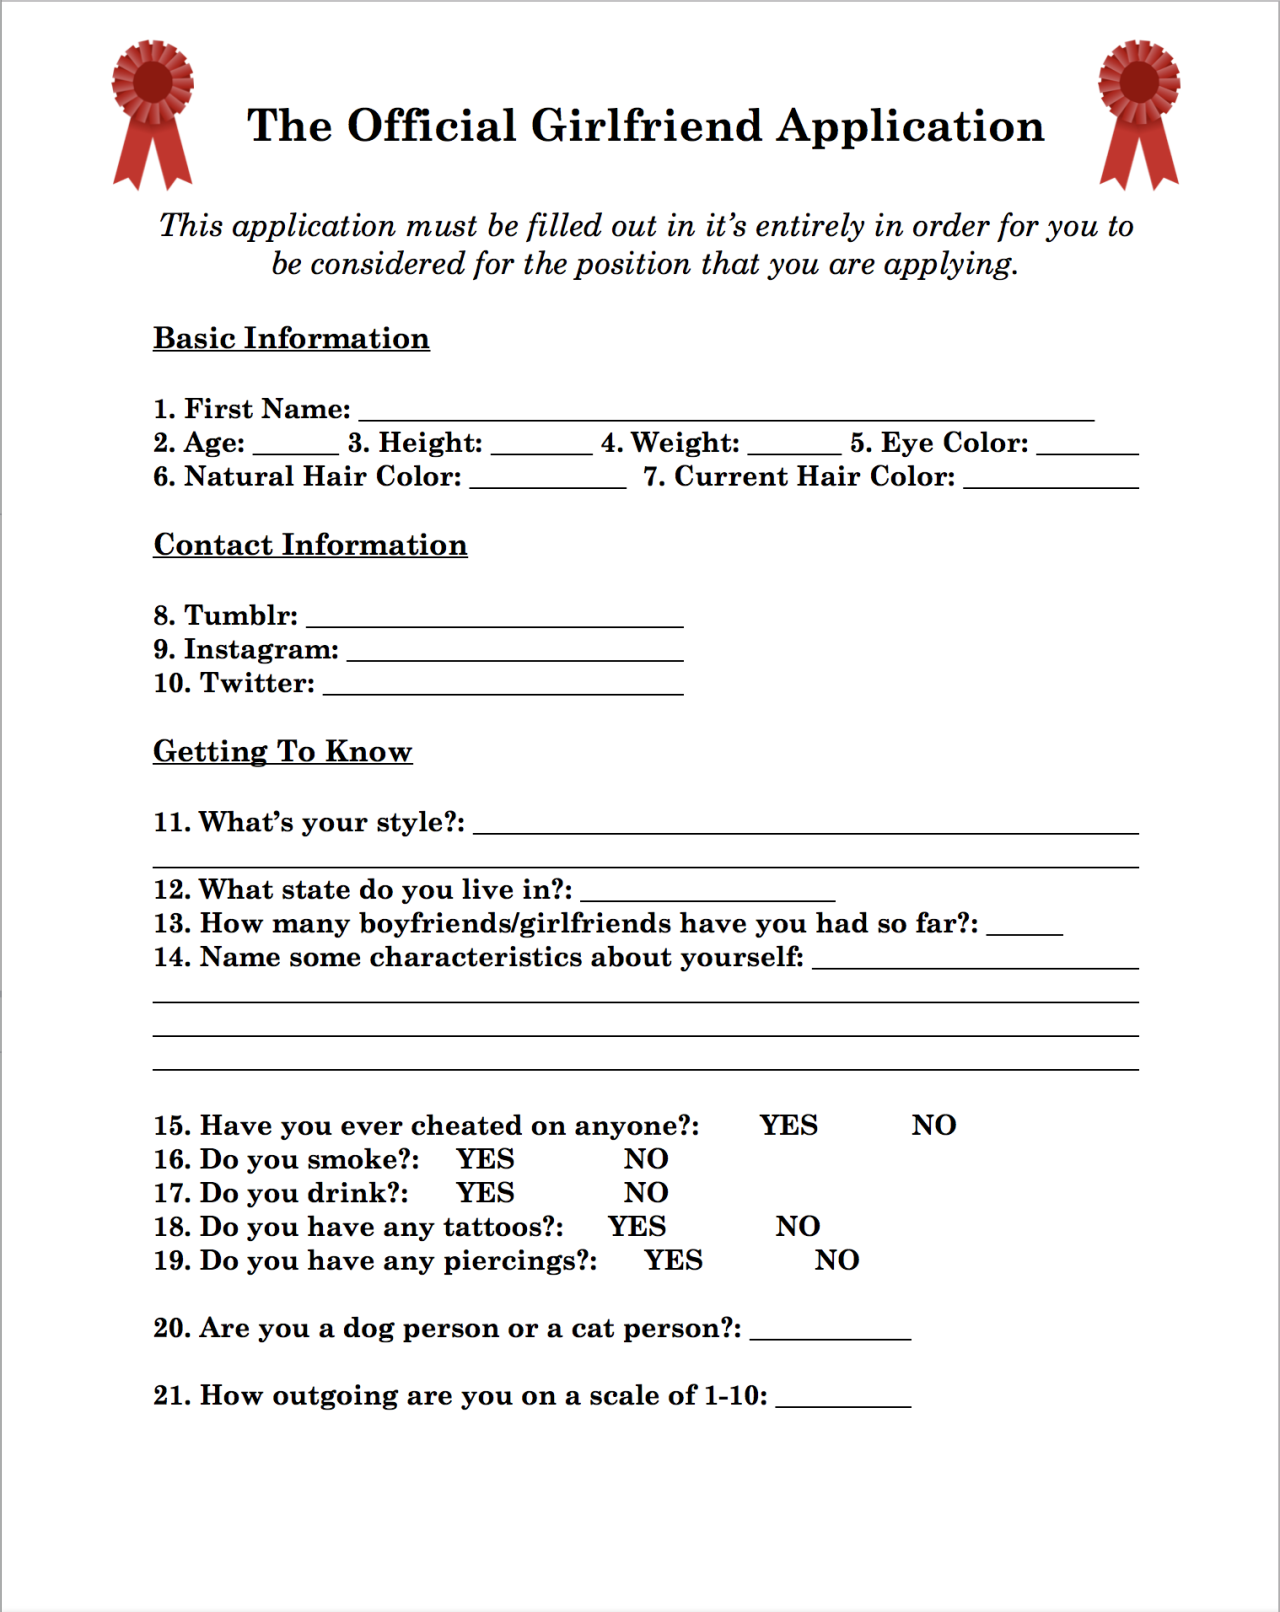 The Official Girlfriend Application
This application must be filled out in it’s entirely in order for you to
be considered for the position that you are applying.
Basic Information
1. First Name: ____________________
2. Age: ______ 3. Height: _______ 4. Weight: ______ 5. Eye Color: _______
6. Natural Hair Color: __________ 7. Current Hair Color: ____________
Contact Information
8. Tumblr: ____________________
9. Instagram: ____________________
10. Twitter: ____________________
Getting To Know
11. What’s your style?: ____________________
12. What state do you live in?: ____________________
13. How many boyfriends/girlfriends have you had so far?: _____
14. Name some characteristics about yourself: ____________________
15. Have you ever cheated on anyone?: YES NO
16. Do you smoke?: YES NO
17. Do you drink?: YES NO
18. Do you have any tattoos?: YES NO
19. Do you have any piercings?: YES NO
20. Are you a dog person or a cat person?: ___________
21. How outgoing are you on a scale of 1-10: _________